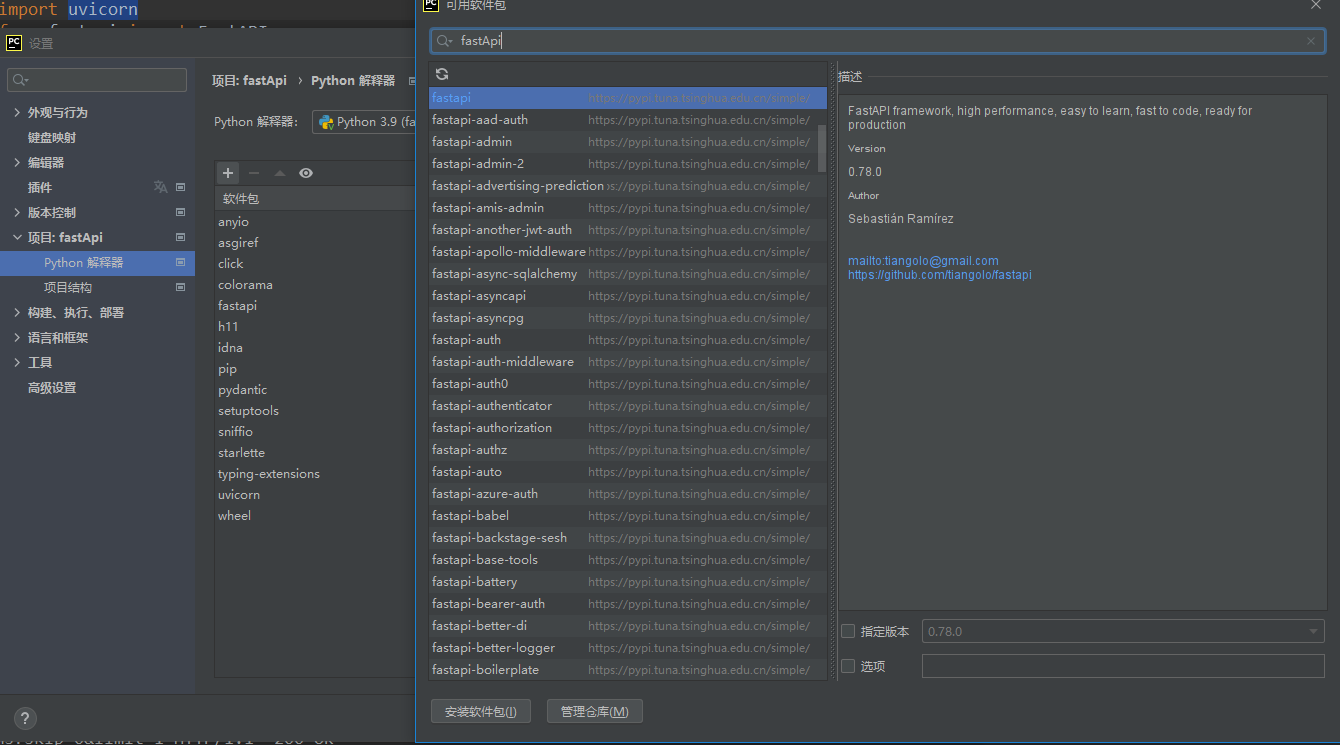 import uvicorn
PC 可用软件包
PC 设置
fastApi
项目: fastApi › Python 解释器
Python 解释器: Python 3.9 (fa
外观与行为
键盘映射
编辑器
插件
版本控制
项目: fastApi
Python 解释器
项目结构
构建、执行、部署
语言和框架
工具
高级设置
软件包
anyio
asgiref
click
colorama
fastapi
h11
idna
pip
pydantic
setuptools
sniffio
starlette
typing-extensions
uvicorn
wheel
fastapi https://pypi.tuna.tsinghua.edu.cn/simple/
fastapi-aad-auth https://pypi.tuna.tsinghua.edu.cn/simple/
fastapi-admin https://pypi.tuna.tsinghua.edu.cn/simple/
fastapi-admin-2 https://pypi.tuna.tsinghua.edu.cn/simple/
fastapi-advertising-prediction os://pypi.tuna.tsinghua.edu.cn/simple/
fastapi-amis-admin https://pypi.tuna.tsinghua.edu.cn/simple/
fastapi-another-jwt-auth https://pypi.tuna.tsinghua.edu.cn/simple/
fastapi-apollo-middleware https://pypi.tuna.tsinghua.edu.cn/simple/
fastapi-async-sqlalchemy https://pypi.tuna.tsinghua.edu.cn/simple/
fastapi-asyncapi https://pypi.tuna.tsinghua.edu.cn/simple/
fastapi-asyncpg https://pypi.tuna.tsinghua.edu.cn/simple/
fastapi-auth https://pypi.tuna.tsinghua.edu.cn/simple/
fastapi-auth-middleware https://pypi.tuna.tsinghua.edu.cn/simple/
fastapi-auth0 https://pypi.tuna.tsinghua.edu.cn/simple/
fastapi-authenticator https://pypi.tuna.tsinghua.edu.cn/simple/
fastapi-authorization https://pypi.tuna.tsinghua.edu.cn/simple/
fastapi-authz https://pypi.tuna.tsinghua.edu.cn/simple/
fastapi-auto https://pypi.tuna.tsinghua.edu.cn/simple/
fastapi-azure-auth https://pypi.tuna.tsinghua.edu.cn/simple/
fastapi-babel https://pypi.tuna.tsinghua.edu.cn/simple/
fastapi-backstage-sesh https://pypi.tuna.tsinghua.edu.cn/simple/
fastapi-base-tools https://pypi.tuna.tsinghua.edu.cn/simple/
fastapi-battery https://pypi.tuna.tsinghua.edu.cn/simple/
fastapi-bearer-auth https://pypi.tuna.tsinghua.edu.cn/simple/
fastapi-better-di https://pypi.tuna.tsinghua.edu.cn/simple/
fastapi-better-logger https://pypi.tuna.tsinghua.edu.cn/simple/
fastapi-boilerplate https://pypi.tuna.tsinghua.edu.cn/simple/
描述
FastAPI framework, high performance, easy to learn, fast to code, ready for
production
Version
0.78.0
Author
Sebastián Ramírez
mailto:tiangolo@gmail.com
https://github.com/tiangolo/fastapi
指定版本 0.78.0
选项
安装软件包(I) 管理仓库(M)
?